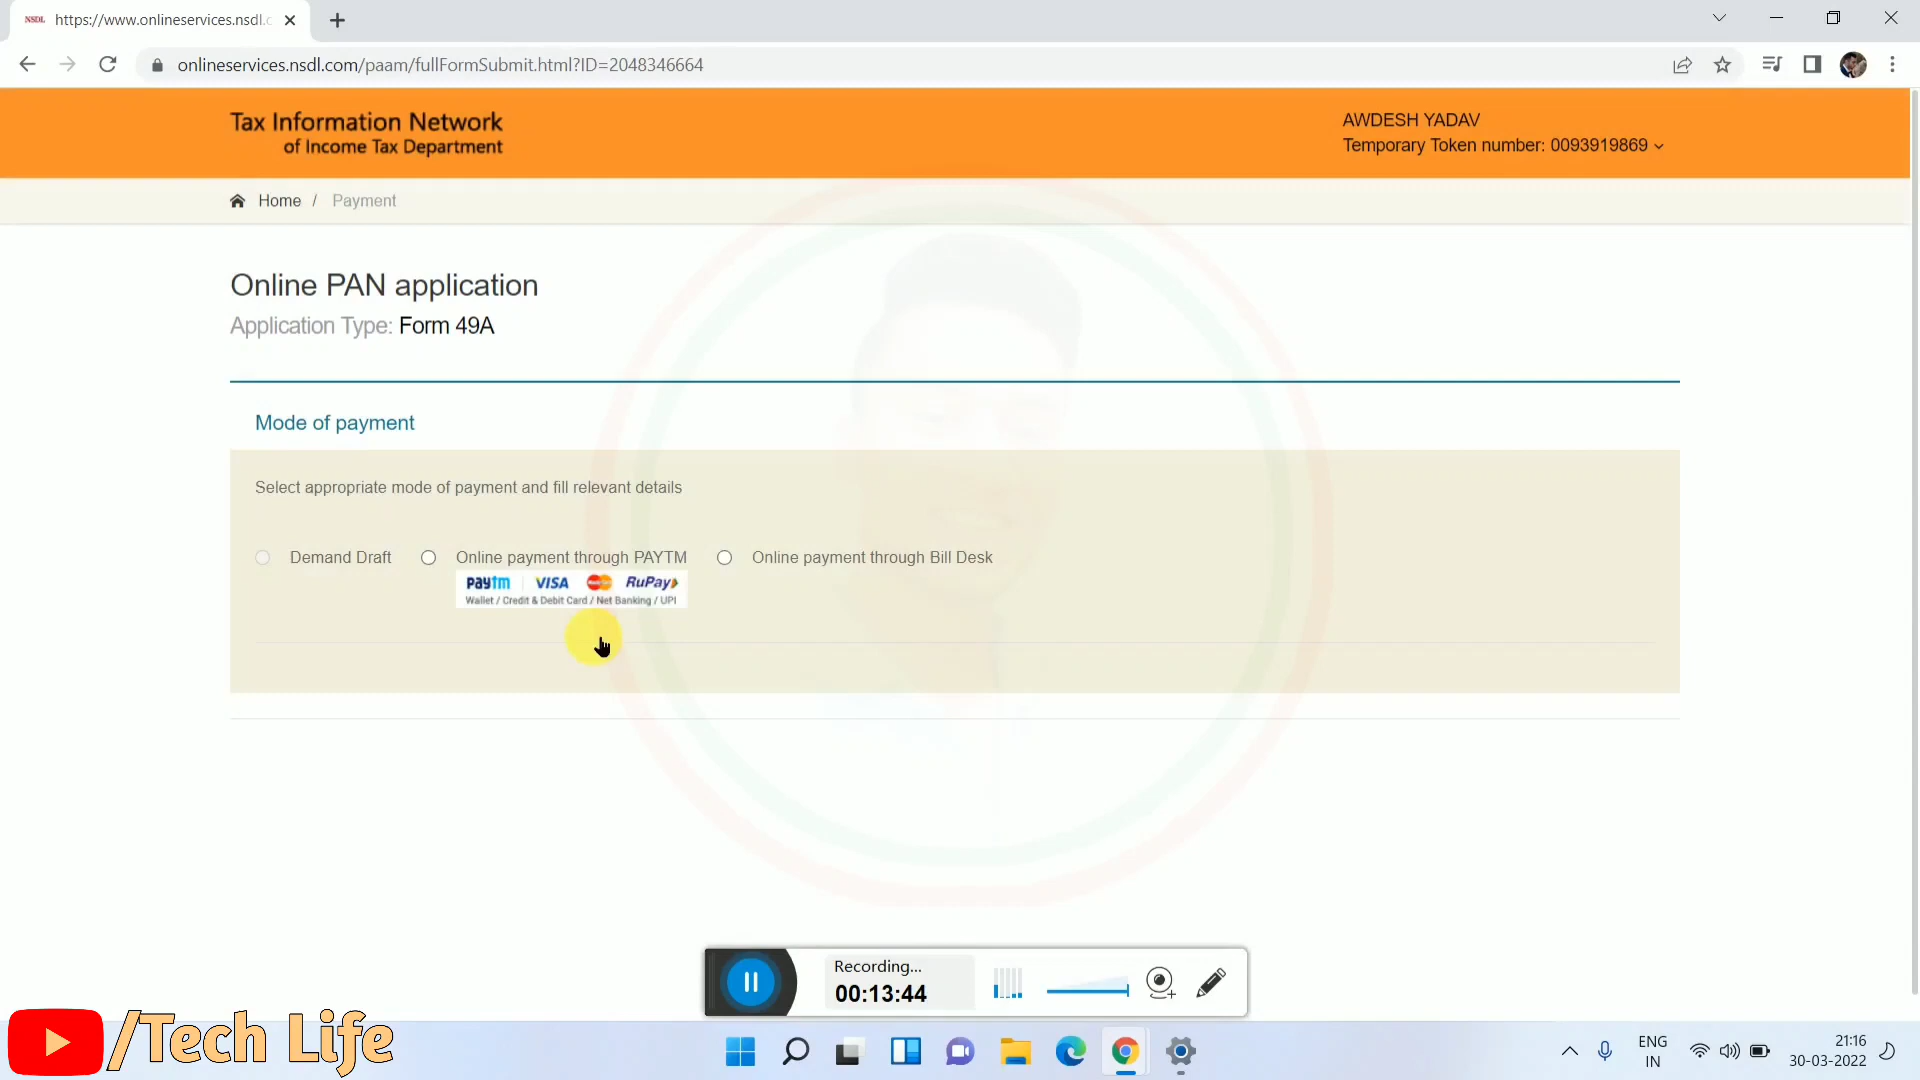 NSDL https://www.onlineservices.nsdl.c
onlineservices.nsdl.com/paam/fullFormSubmit.html?ID=2048346664
Tax Information Network
of Income Tax Department
AWDESH YADAV
Temporary Token number: 0093919869
Home / Payment
Online PAN application
Application Type: Form 49A
Mode of payment
Select appropriate mode of payment and fill relevant details
Demand Draft Online payment through PAYTM Online payment through Bill Desk
paytm VISA RuPay
Wallet / Credit & Debit Card / Net Banking / UPI
Recording...
00:13:44
/Tech Life
ENG
IN
21:16
30-03-2022